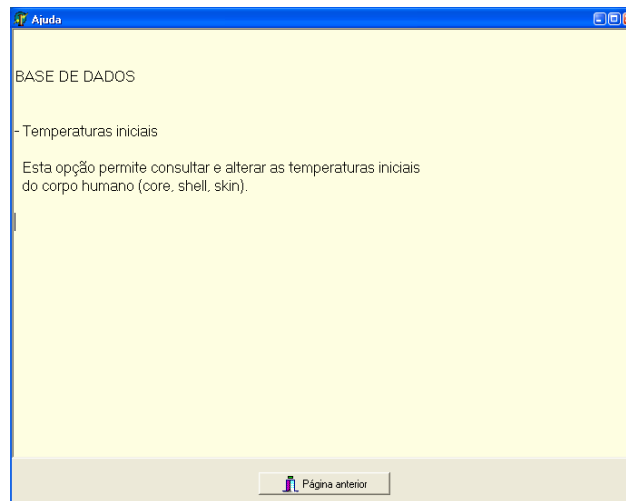 Ajuda
BASE DE DADOS
- Temperaturas iniciais
Esta opção permite consultar e alterar as temperaturas iniciais
do corpo humano (core, shell, skin).
Página anterior